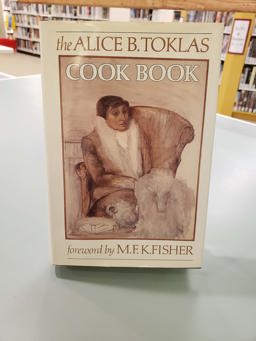 the ALICE B. TOKLAS
COOK BOOK
foreword by M.F.K. FISHER